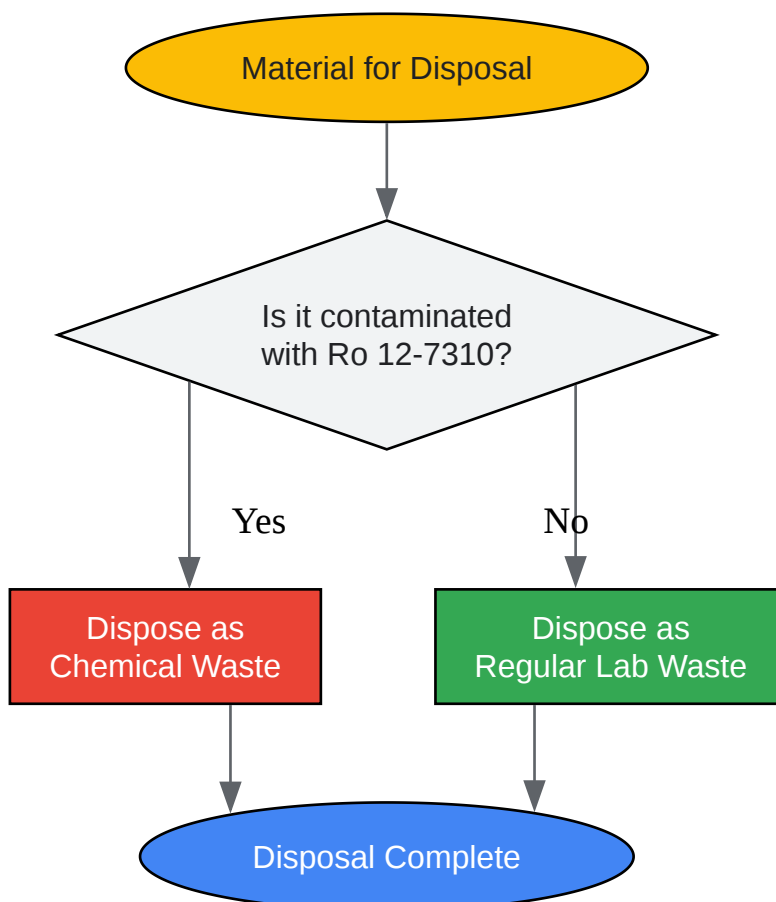 Material for Disposal
Is it contaminated
with Ro 12-7310?
Yes
No
Dispose as
Chemical Waste
Dispose as
Regular Lab Waste
Disposal Complete